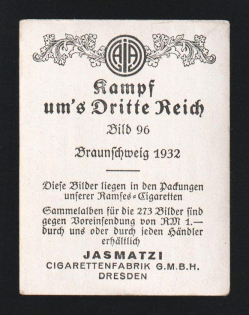 Kampf
um's Dritte Reich
Bild 96
Braunschweig 1932
Diese Bilder liegen in den Packungen
unserer Ramses-Cigaretten
Sammelalben für die 273 Bilder sind
gegen Voreinsendung von RM 1.—
durch uns oder durch jeden Händler
erhältlich
JASMATZI
CIGARETTENFABRIK G.M.B.H.
DRESDEN